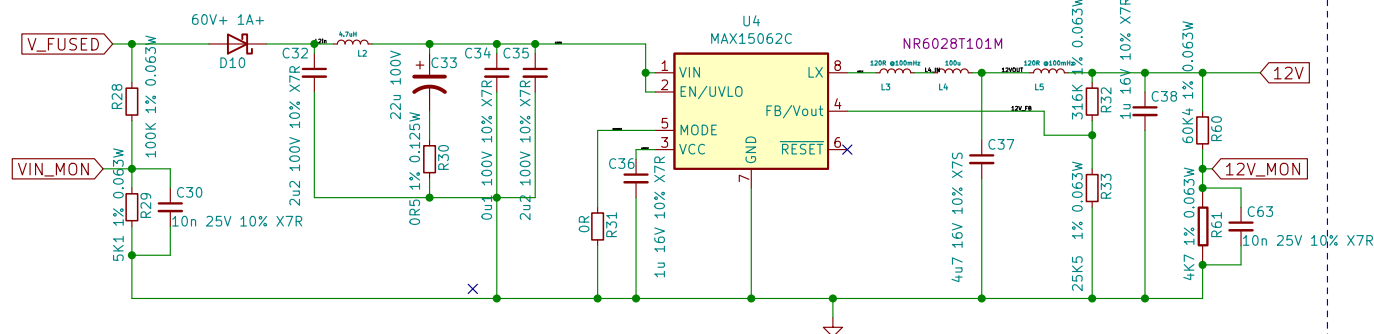 60V+ 1A+
V_FUSED
D10
L2in
4.7uH
L2
C32
2u2 100V 10% X7R
C33
22u 100V
R30
0R5 1% 0.125W
C34
0u1 100V 10% X7R
C35
2u2 100V 10% X7R
R28
100K 1% 0.063W
VIN_MON
R29
5K1 1% 0.063W
C30
10n 25V 10% X7R
U4
MAX15062C
1
VIN
2
EN/UVLO
5
MODE
3
VCC
8
LX
4
FB/Vout
6
RESET
7
GND
R31
0R
C36
1u 16V 10% X7R
NR6028T101M
120R @100mHz
L3
L4_IN
100u
L4
12VOUT
120R @100mHz
L5
12V_FB
C37
4u7 16V 10% X7S
R32
316K 1% 0.063W
R33
25K5 1% 0.063W
C38
1u 16V 10% X7R
12V
R60
60K4 1% 0.063W
12V_MON
R61
4K7 1% 0.063W
C63
10n 25V 10% X7R